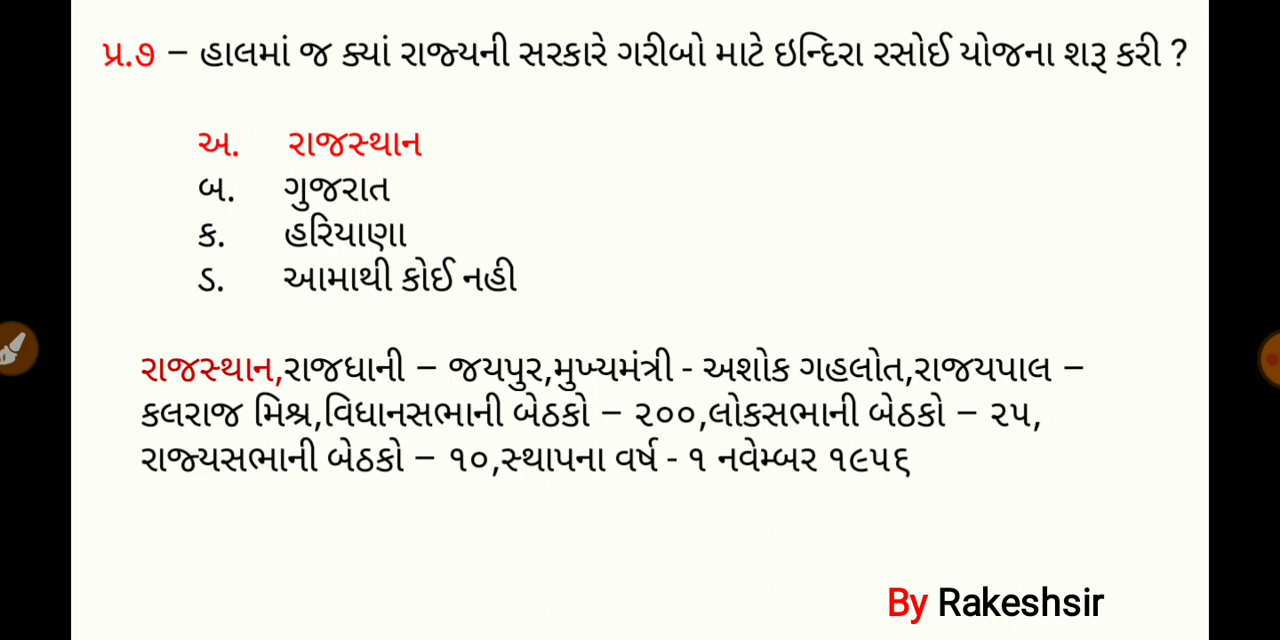 પ્ર.૭ – હાલમાં જ ક્યાં રાજ્યની સરકારે ગરીબો માટે ઇન્દિરા રસોઈ યોજના શરૂ કરી ?
અ. રાજસ્થાન
બ. ગુજરાત
ક. હરિયાણા
ડ. આમાથી કોઈ નહી
રાજસ્થાન,રાજધાની – જયપુર,મુખ્યમંત્રી - અશોક ગહલોત,રાજયપાલ –
કલરાજ મિશ્ર,વિધાનસભાની બેઠકો – ૨૦૦,લોકસભાની બેઠકો – ૨૫,
રાજ્યસભાની બેઠકો – ૧૦,સ્થાપના વર્ષ - ૧ નવેમ્બર ૧૯૫૬
By Rakeshsir